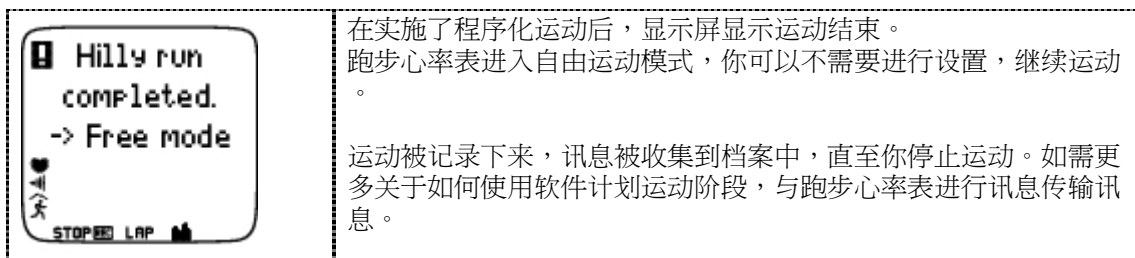 Hilly run
completed.
-> Free mode
STOP LAP
在实施了程序化运动后，显示屏显示运动结束。
跑步心率表进入自由运动模式，你可以不需要进行设置，继续运动
。
运动被记录下来，讯息被收集到档案中，直至你停止运动。如需更
多关于如何使用软件计划运动阶段，与跑步心率表进行讯息传输讯
息。